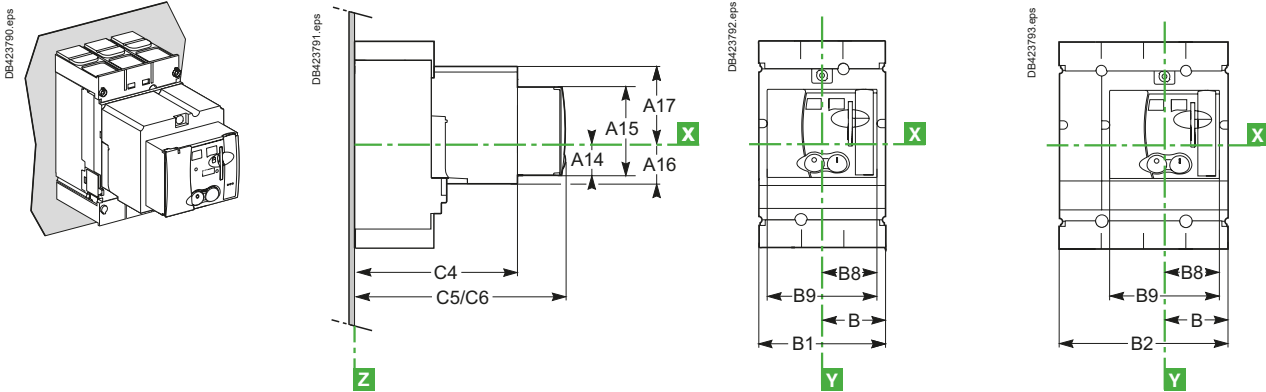 DB423790.eps
DB423791.eps
A17
A15
X
A14
A16
C4
C5/C6
Z
DB423792.eps
X
B8
B9
B
B1
Y
DB423793.eps
X
B8
B9
B
B2
Y